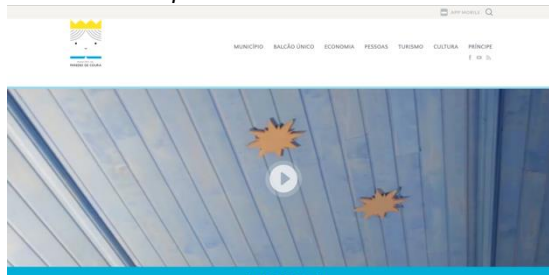 APP MOBILE
MUNICÍPIO BALCÃO ÚNICO ECONOMIA PESSOAS TURISMO CULTURA PRÍNCIPE